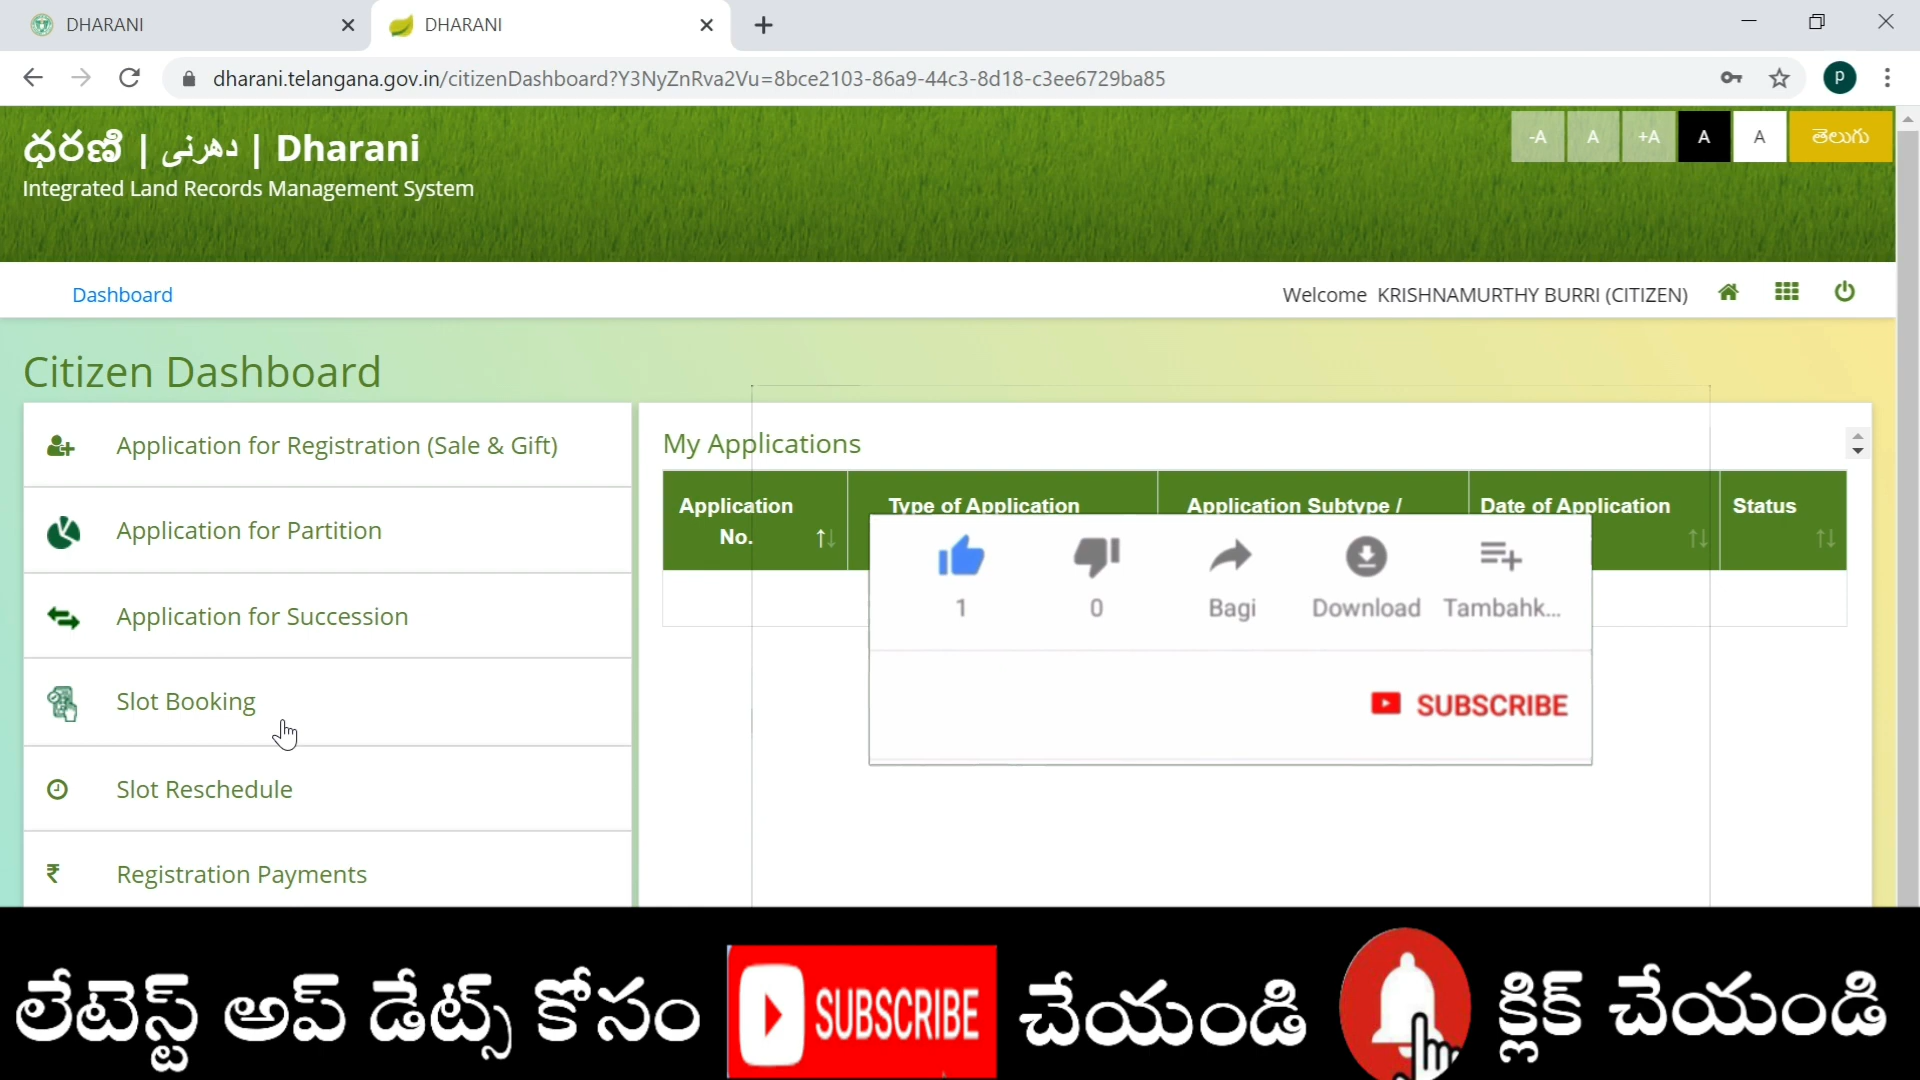 DHARANI
DHARANI
dharani.telangana.gov.in/citizenDashboard?Y3NyZnRva2Vu=8bce2103-86a9-44c3-8d18-c3ee6729ba85
P
ధరణి | دھرنی | Dharani
Integrated Land Records Management System
-A A +A A A తెలుగు
Dashboard
Welcome KRISHNAMURTHY BURRI (CITIZEN)
Citizen Dashboard
Application for Registration (Sale & Gift)
Application for Partition
Application for Succession
Slot Booking
Slot Reschedule
₹ Registration Payments
My Applications
Application No.
Type of Application
Application Subtype /
Date of Application
Status
1 0 Bagi Download Tambahk...
SUBSCRIBE
లేటెస్ట్ అప్ డేట్స్ కోసం SUBSCRIBE చేయండి క్లిక్ చేయండి